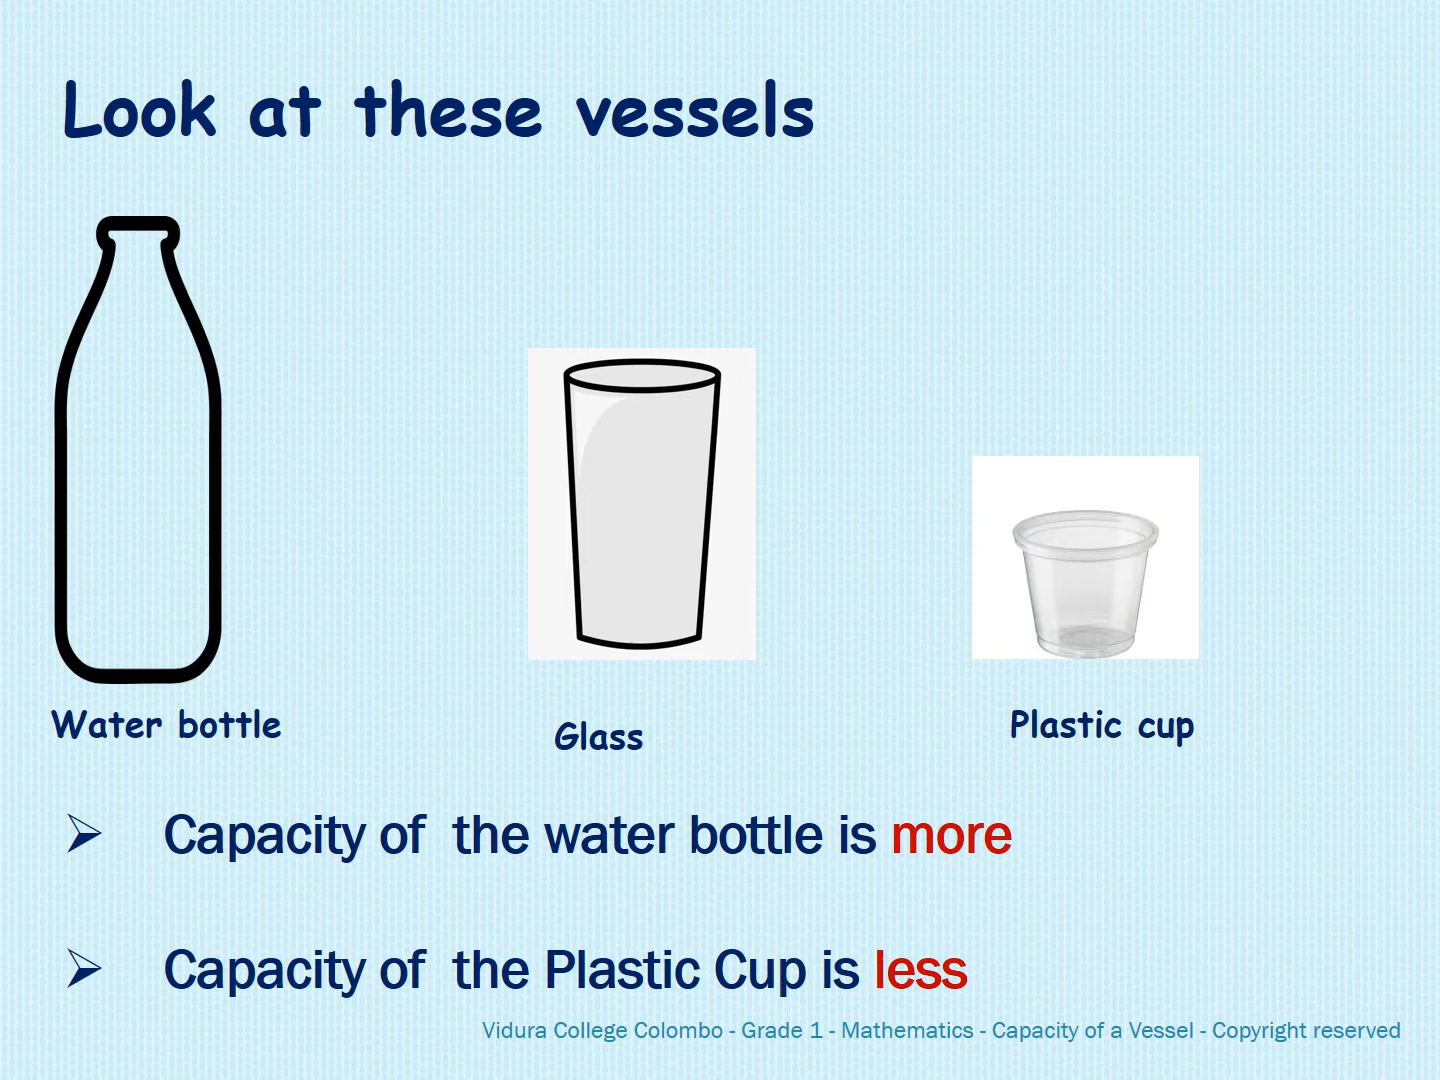 Look at these vessels
Water bottle
Glass
Plastic cup
➢ Capacity of the water bottle is more
➢ Capacity of the Plastic Cup is less
Vidura College Colombo - Grade 1 - Mathematics - Capacity of a Vessel - Copyright reserved